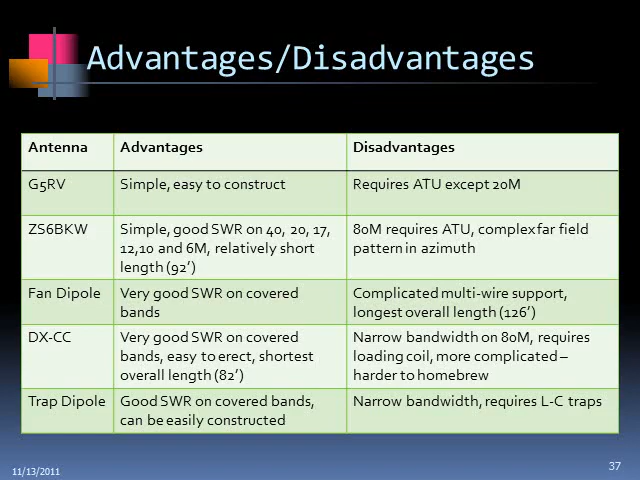 Advantages/Disadvantages
Antenna Advantages Disadvantages
G5RV Simple, easy to construct Requires ATU except 20M
ZS6BKW Simple, good SWR on 40, 20, 17, 80M requires ATU, complex far field
12,10 and 6M, relatively short pattern in azimuth
length (92’)
Fan Dipole Very good SWR on covered Complicated multi-wire support,
bands longest overall length (126’)
DX-CC Very good SWR on covered Narrow bandwidth on 80M, requires
bands, easy to erect, shortest loading coil, more complicated –
overall length (82’) harder to homebrew
Trap Dipole Good SWR on covered bands, Narrow bandwidth, requires L-C traps
can be easily constructed
11/13/2011 37